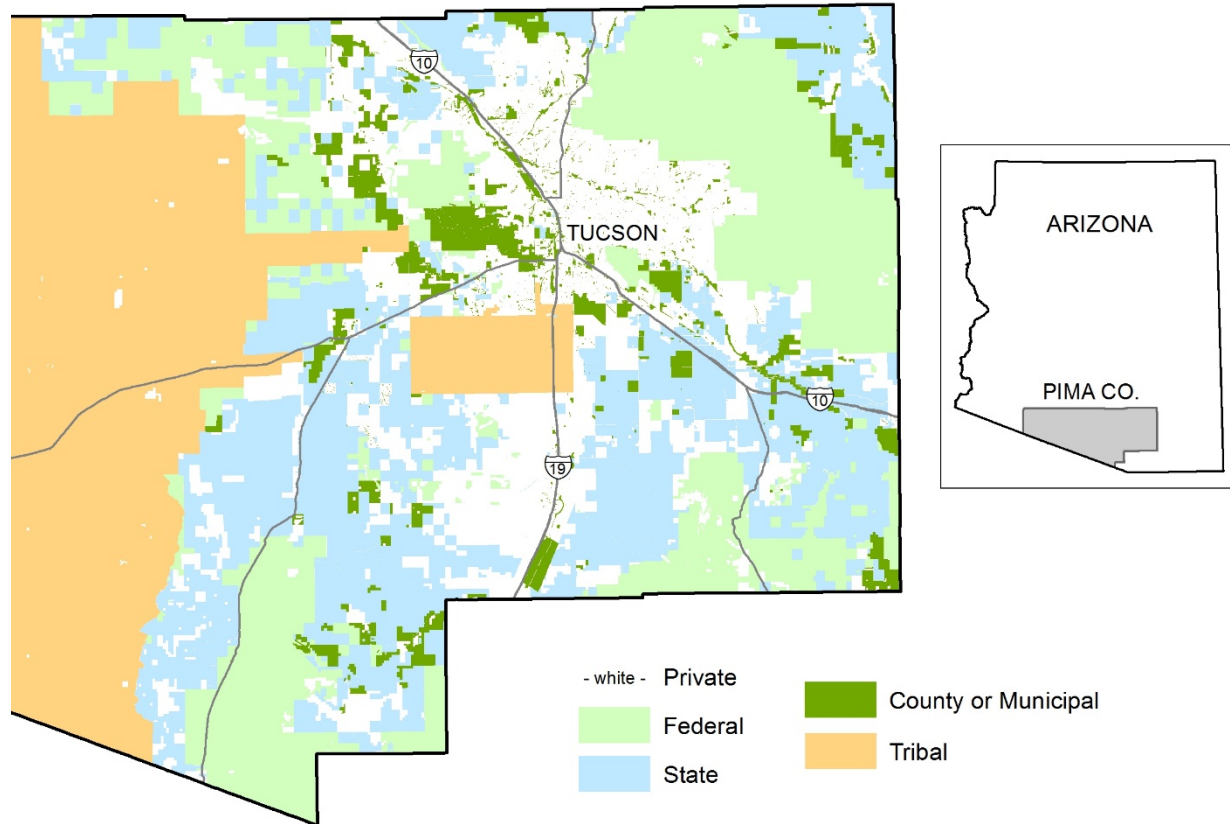 10
TUCSON
10
19
ARIZONA
PIMA CO.
- white - Private
Federal
State
County or Municipal
Tribal